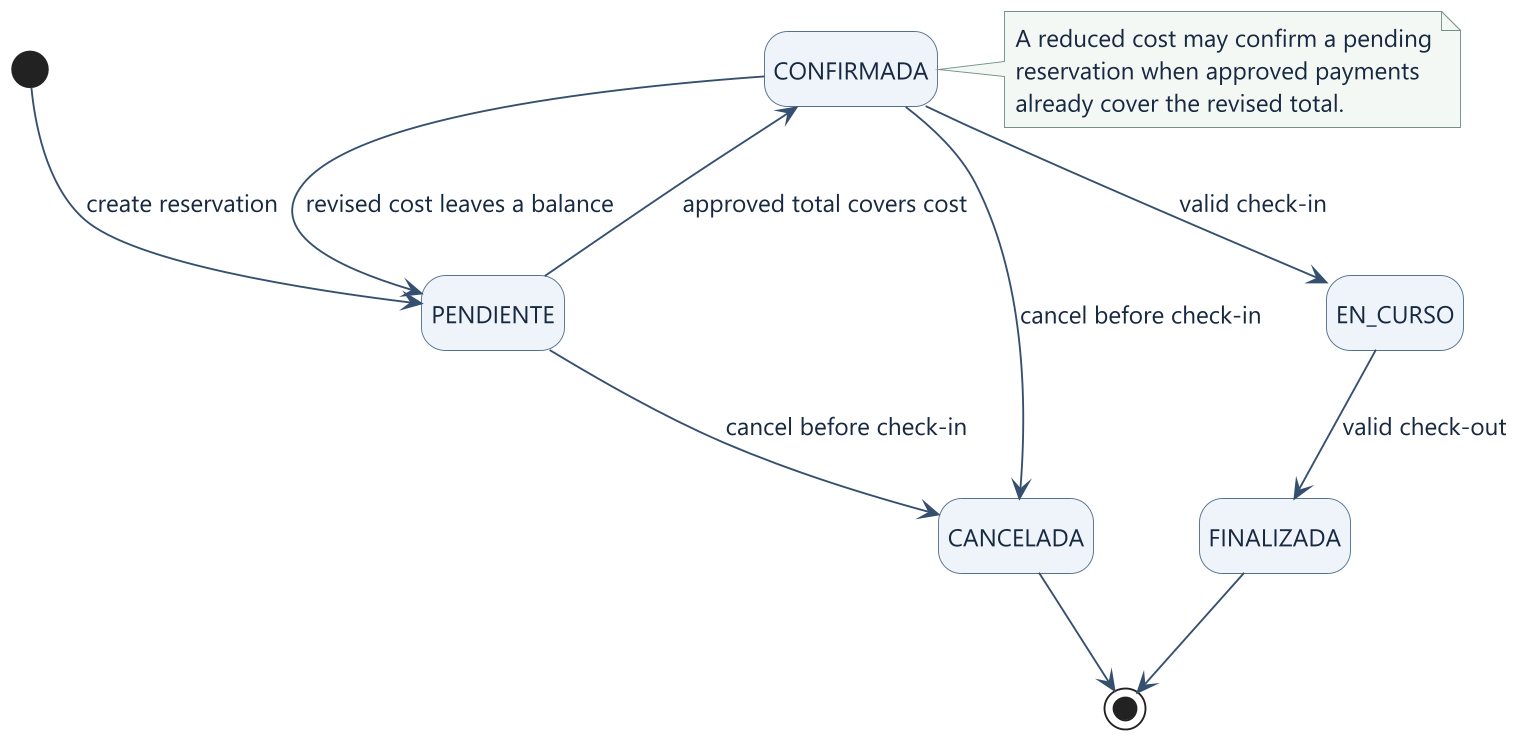 CONFIRMADA
A reduced cost may confirm a pending
reservation when approved payments
already cover the revised total.
create reservation
revised cost leaves a balance
approved total covers cost
valid check-in
PENDIENTE
cancel before check-in
EN_CURSO
cancel before check-in
valid check-out
CANCELADA
FINALIZADA